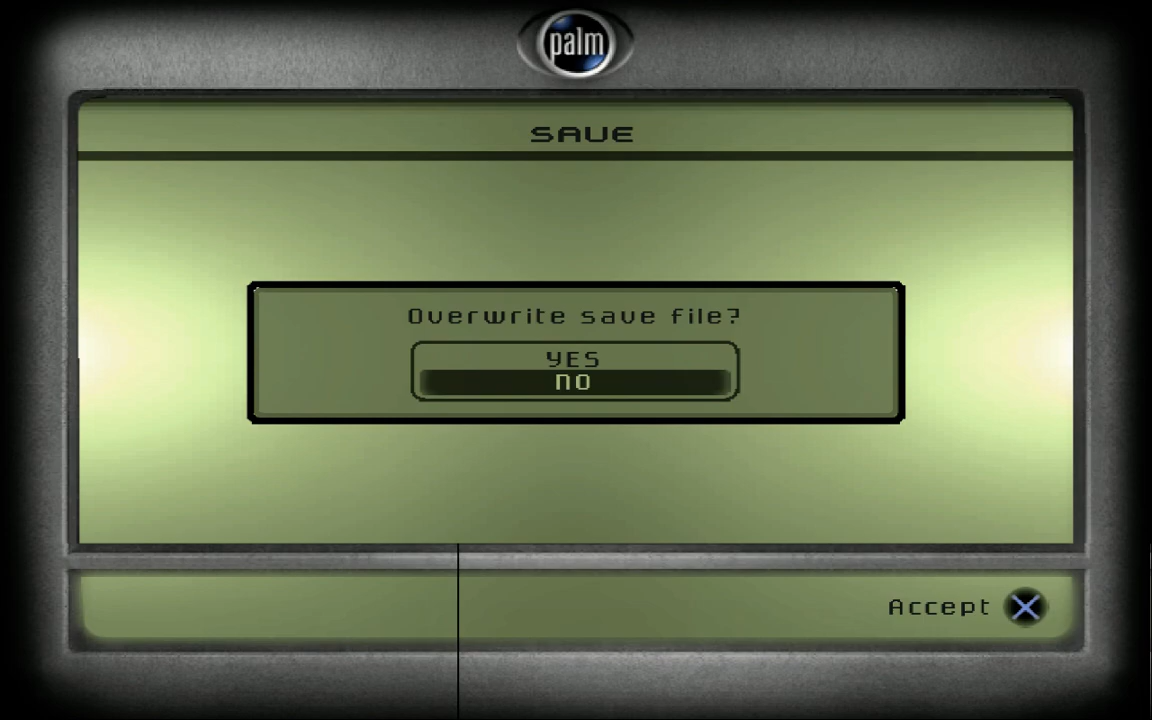 palm
SAVE
Overwrite save file?
YES
NO
Accept